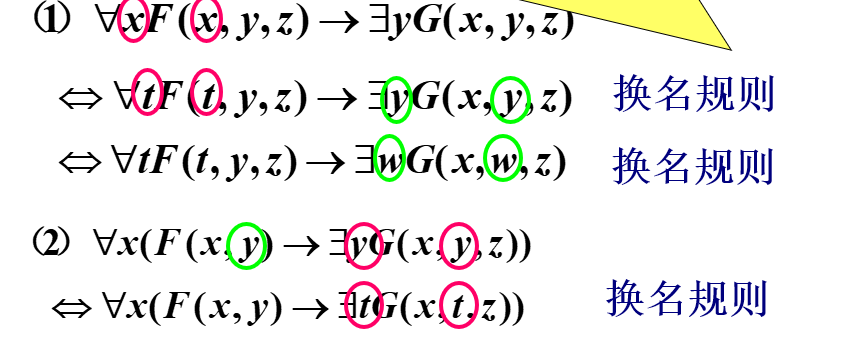 (1) ∀xF(x, y, z) → ∃yG(x, y, z)
⇔ ∀tF(t, y, z) → ∃yG(x, y, z) 换名规则
⇔ ∀tF(t, y, z) → ∃wG(x, w, z) 换名规则
(2) ∀x(F(x, y) → ∃yG(x, y, z))
⇔ ∀x(F(x, y) → ∃tG(x, t, z)) 换名规则